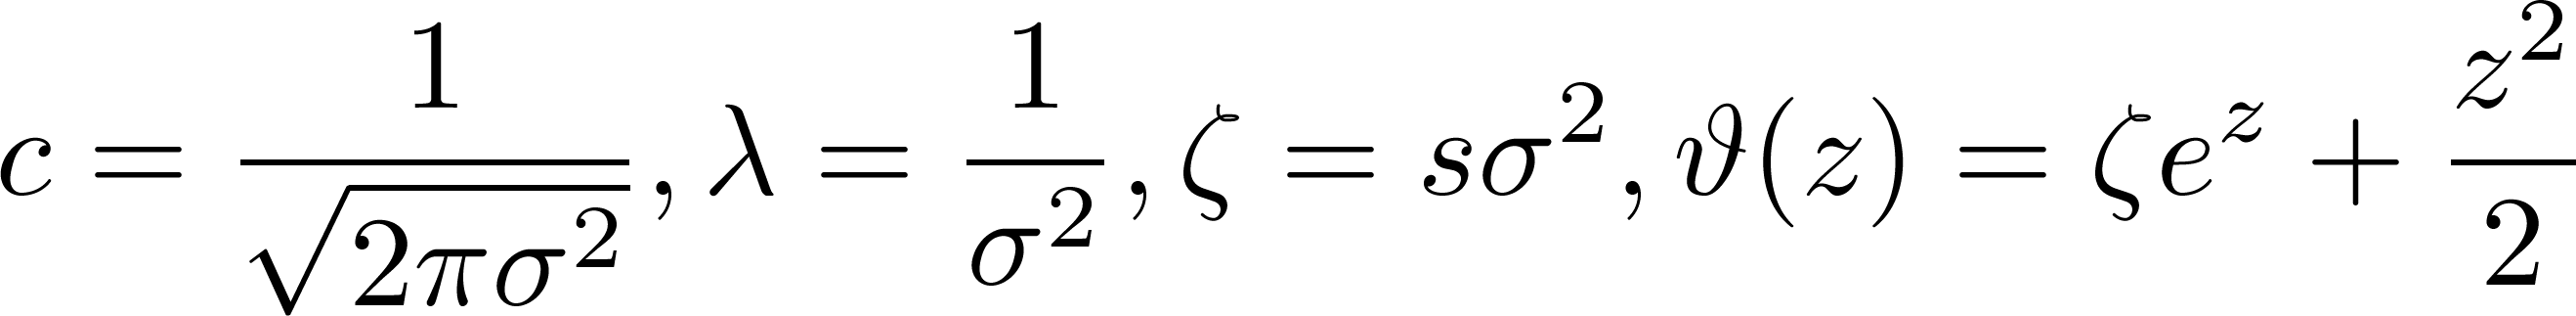 $c = \frac{1}{\sqrt{2\pi\sigma^2}}, \lambda = \frac{1}{\sigma^2}, \zeta = s\sigma^2, \vartheta(z) = \zeta e^z + \frac{z^2}{2}$